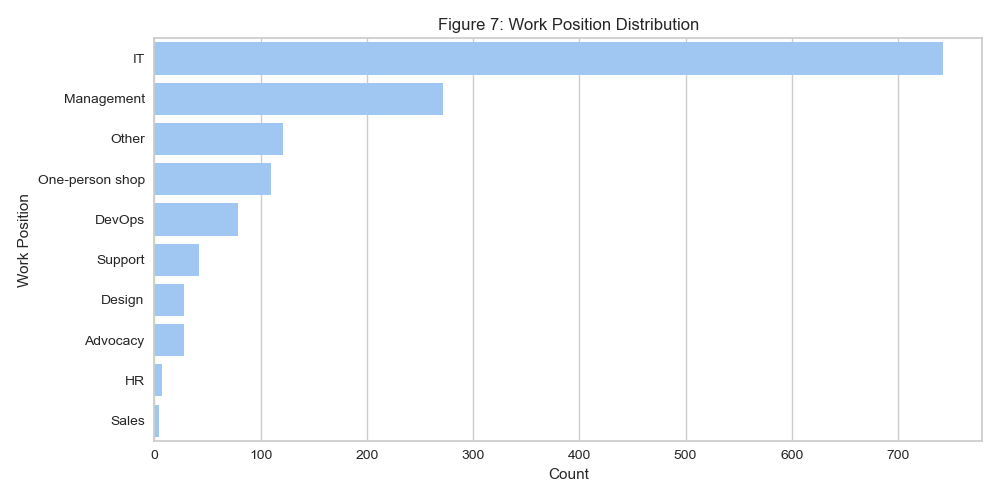 Figure 7: Work Position Distribution
Work Position
IT
Management
Other
One-person shop
DevOps
Support
Design
Advocacy
HR
Sales
0 100 200 300 400 500 600 700
Count